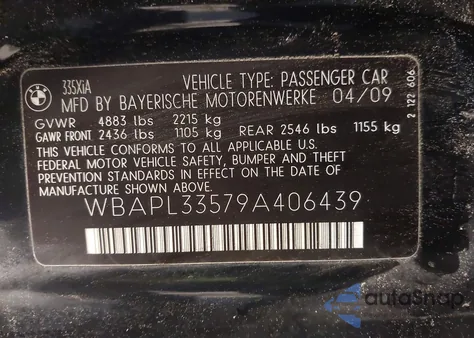 BMW
335XiA
VEHICLE TYPE: PASSENGER CAR
MFD BY BAYERISCHE MOTORENWERKE 04/09
GVWR 4883 lbs 2215 kg
GAWR FRONT 2436 lbs 1105 kg REAR 2546 lbs 1155 kg
THIS VEHICLE CONFORMS TO ALL APPLICABLE U.S.
FEDERAL MOTOR VEHICLE SAFETY, BUMPER AND THEFT
PREVENTION STANDARDS IN EFFECT ON THE DATE OF
MANUFACTURE SHOWN ABOVE.
WBAPL33579A406439
2 122 606
autoSnap